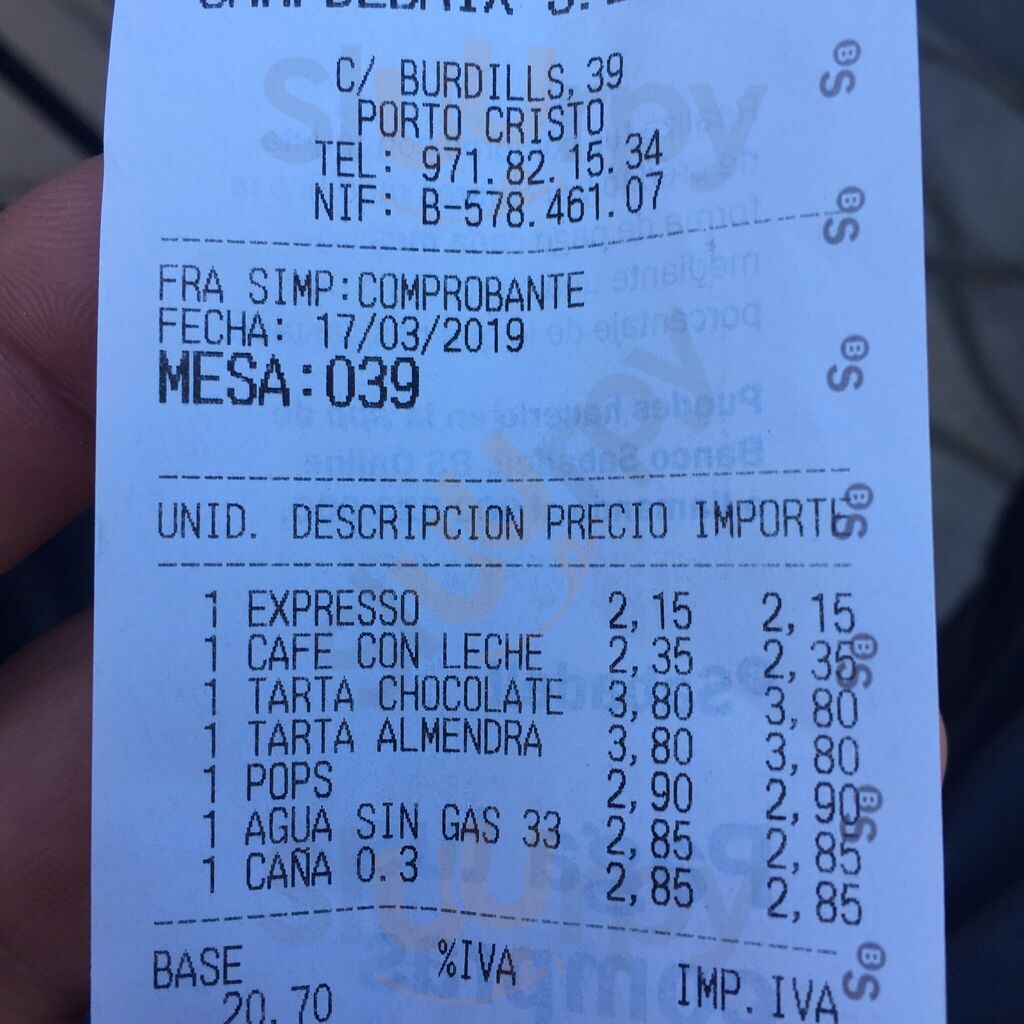 C/ BURDILLS, 39
PORTO CRISTO
TEL: 971.82.15.34
NIF: B-578.461.07
FRA SIMP:COMPROBANTE
FECHA: 17/03/2019
MESA:039
UNID. DESCRIPCION PRECIO IMPORTE
1 EXPRESSO 2,15 2,15
1 CAFE CON LECHE 2,35 2,35
1 TARTA CHOCOLATE 3,80 3,80
1 TARTA ALMENDRA 3,80 3,80
1 POPS 2,90 2,90
1 AGUA SIN GAS 33 2,85 2,85
1 CAÑA 0.3 2,85 2,85
BASE %IVA IMP. IVA
20,70